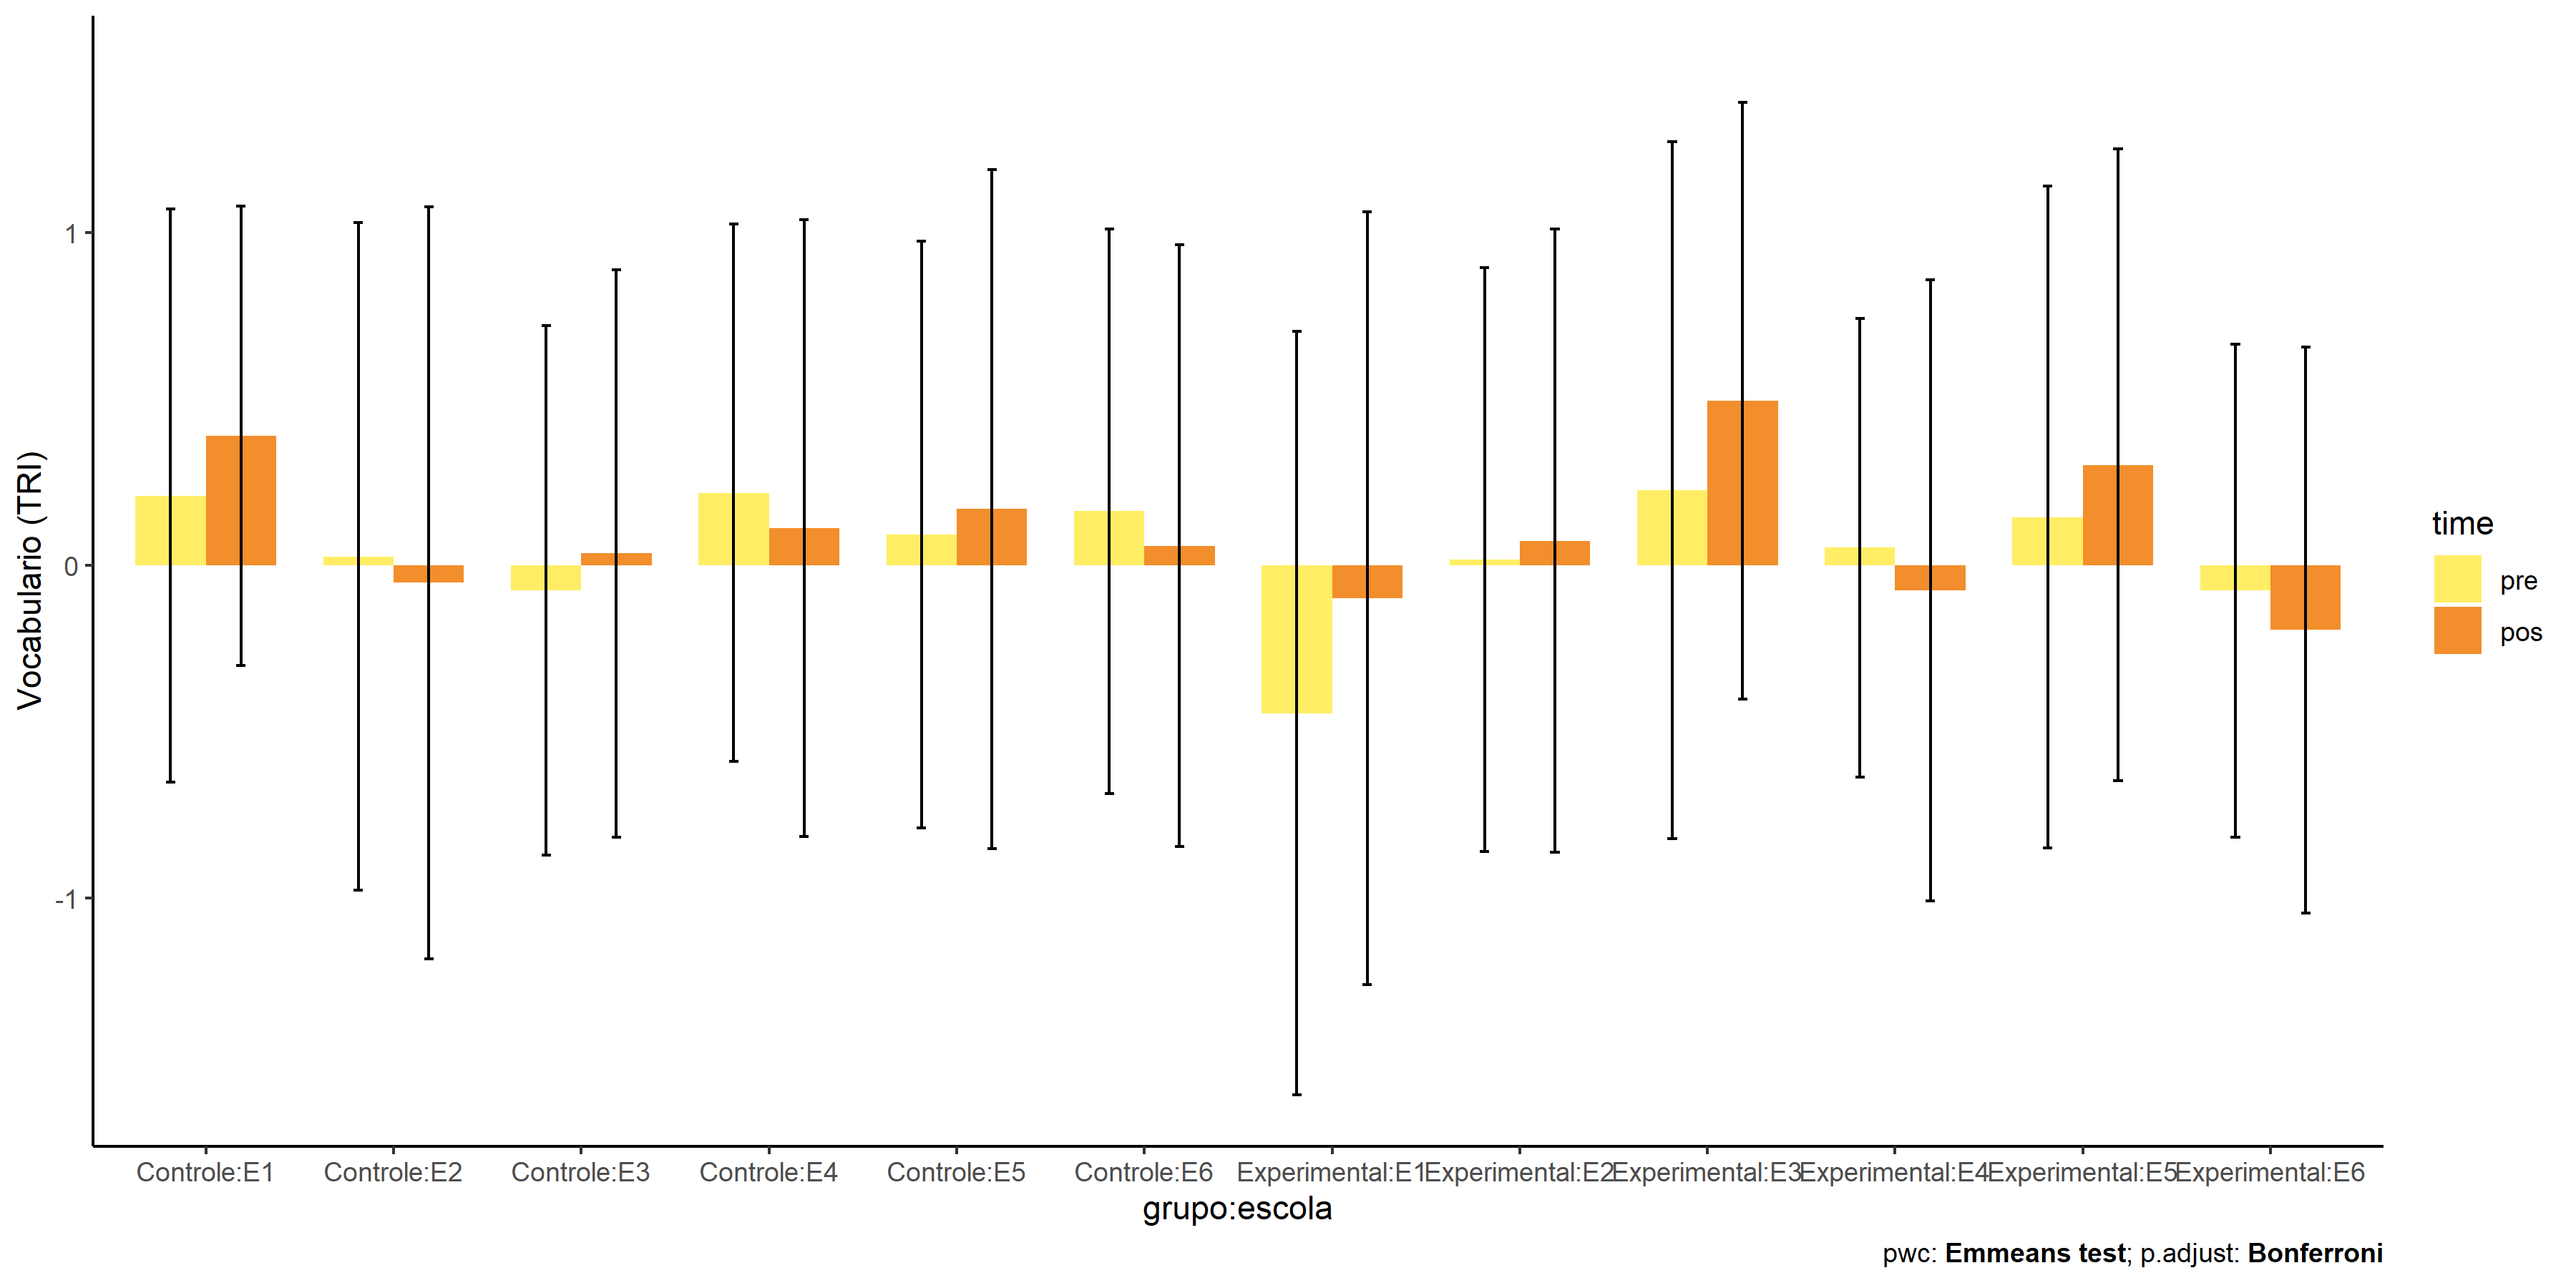 Vocabulario (TRI)
1
0
-1
Controle:E1 Controle:E2 Controle:E3 Controle:E4 Controle:E5 Controle:E6 Experimental:E1 Experimental:E2 Experimental:E3 Experimental:E4 Experimental:E5 Experimental:E6
grupo:escola
time
pre
pos
pwc: Emmeans test; p.adjust: Bonferroni